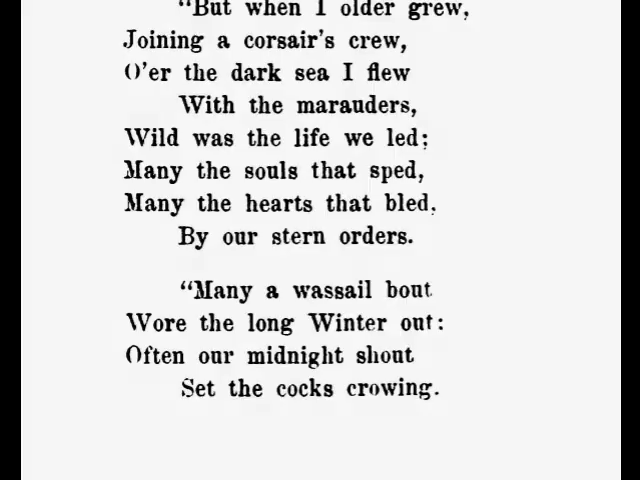 "But when I older grew,
Joining a corsair's crew,
O'er the dark sea I flew
With the marauders,
Wild was the life we led;
Many the souls that sped,
Many the hearts that bled,
By our stern orders.
"Many a wassail bout
Wore the long Winter out:
Often our midnight shout
Set the cocks crowing.